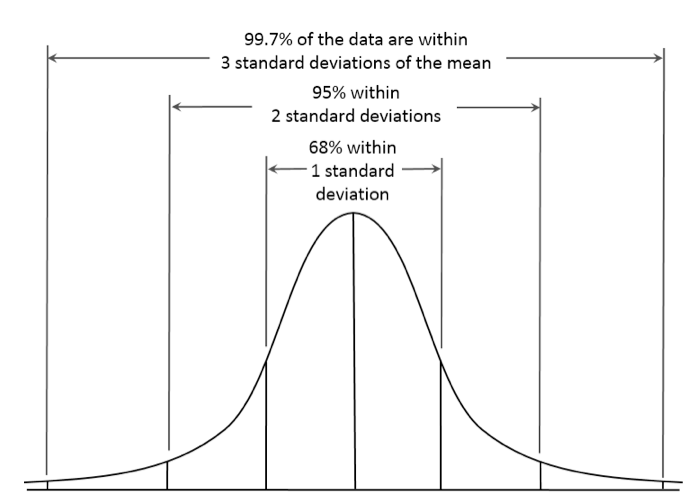 99.7% of the data are within
3 standard deviations of the mean
95% within
2 standard deviations
68% within
1 standard
deviation